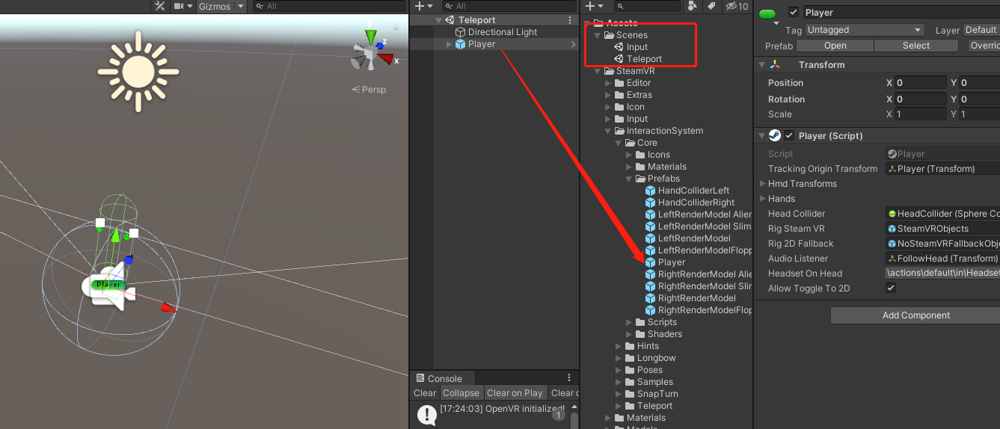 Gizmos
All
y
z
x
Persp
Player
All
Teleport
Directional Light
Player
Console
Clear
Collapse
Clear on Play
Clear
[17:24:03] OpenVR initialized!
1
10
Assets
Scenes
Input
Teleport
SteamVR
Editor
Extras
Icon
Input
InteractionSystem
Core
Icons
Materials
Prefabs
HandColliderLeft
HandColliderRight
LeftRenderModel Alien
LeftRenderModel Slim
LeftRenderModel
LeftRenderModelFlopp
Player
RightRenderModel Alie
RightRenderModel Slim
RightRenderModel
RightRenderModelFlop
Scripts
Shaders
Hints
Longbow
Poses
Samples
SnapTurn
Teleport
Materials
Models
Player
Tag Untagged Layer Default
Prefab Open Select Overri
Transform
Position X 0 Y 0
Rotation X 0 Y 0
Scale X 1 Y 1
Player (Script)
Script Player
Tracking Origin Transform Player (Transform)
Hmd Transforms
Hands
Head Collider HeadCollider (Sphere Co
Rig Steam VR SteamVRObjects
Rig 2D Fallback NoSteamVRFallbackObj
Audio Listener FollowHead (Transform)
Headset On Head \actions\default\in\Headset
Allow Toggle To 2D
Add Component